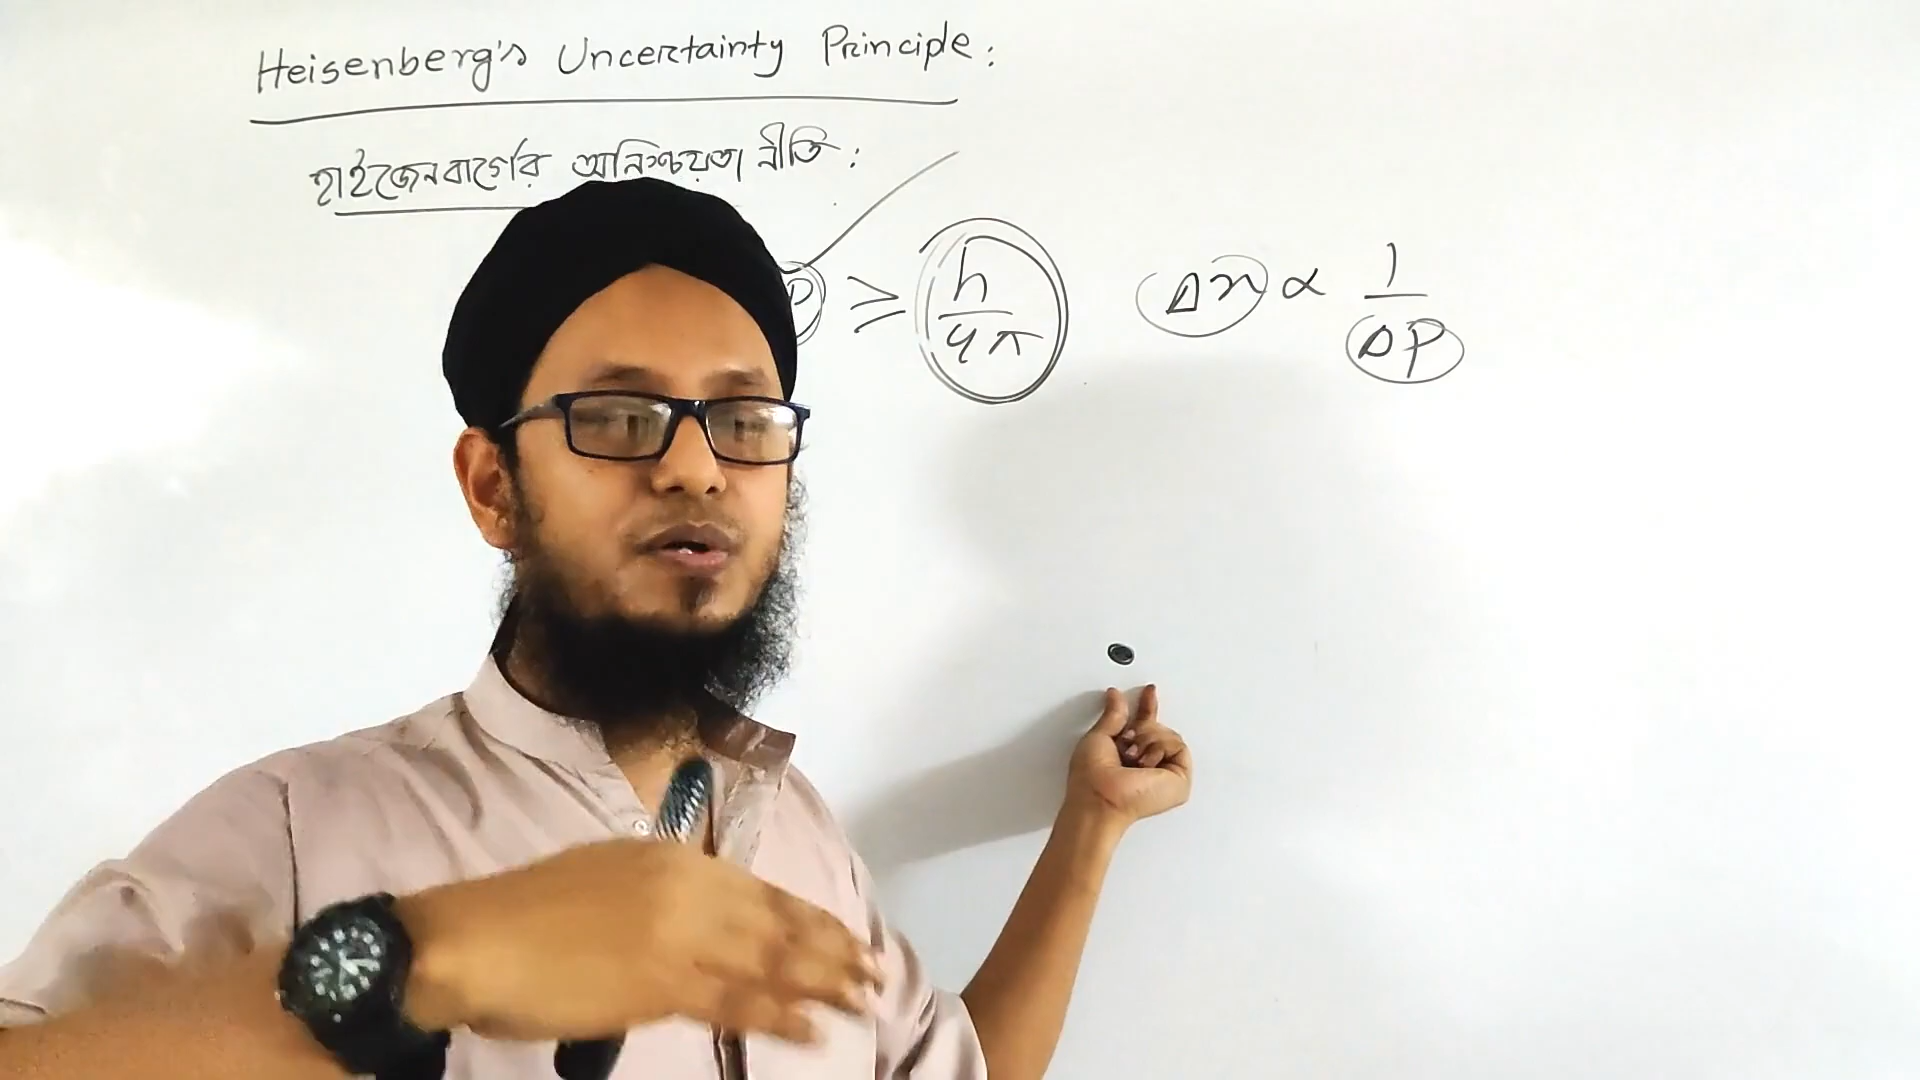 Heisenberg's Uncertainty Principle:
হাইজেনবার্গের অনিশ্চয়তা নীতি:
P ≥ h/4π Δx ∝ 1/ΔP